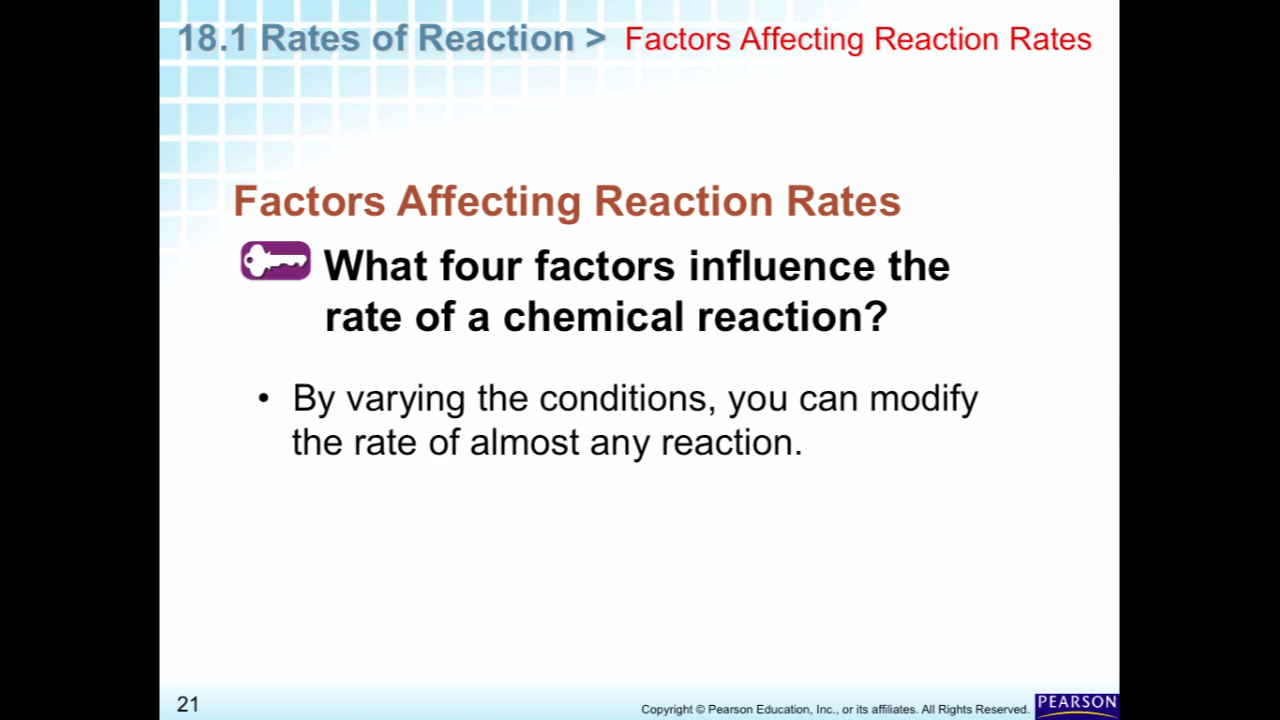 18.1 Rates of Reaction > Factors Affecting Reaction Rates
Factors Affecting Reaction Rates
What four factors influence the
rate of a chemical reaction?
• By varying the conditions, you can modify
the rate of almost any reaction.
21
Copyright © Pearson Education, Inc., or its affiliates. All Rights Reserved.
PEARSON